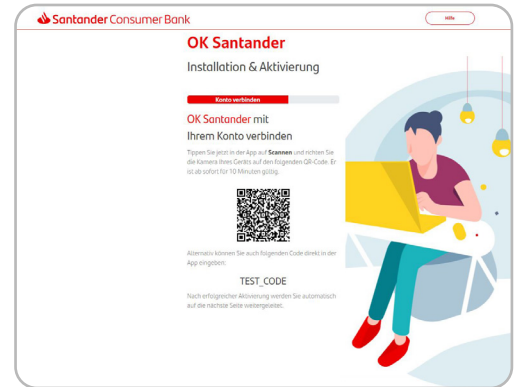 Santander Consumer Bank
Hilfe
OK Santander
Installation & Aktivierung
Konto verbinden
OK Santander mit
Ihrem Konto verbinden
Tippen Sie jetzt in der App auf Scannen und richten Sie
die Kamera Ihres Geräts auf den folgenden QR-Code. Er
ist ab sofort für 10 Minuten gültig.
Alternativ können Sie auch folgenden Code direkt in der
App eingeben:
TEST_CODE
Nach erfolgreicher Aktivierung werden Sie automatisch
auf die nächste Seite weitergeleitet.